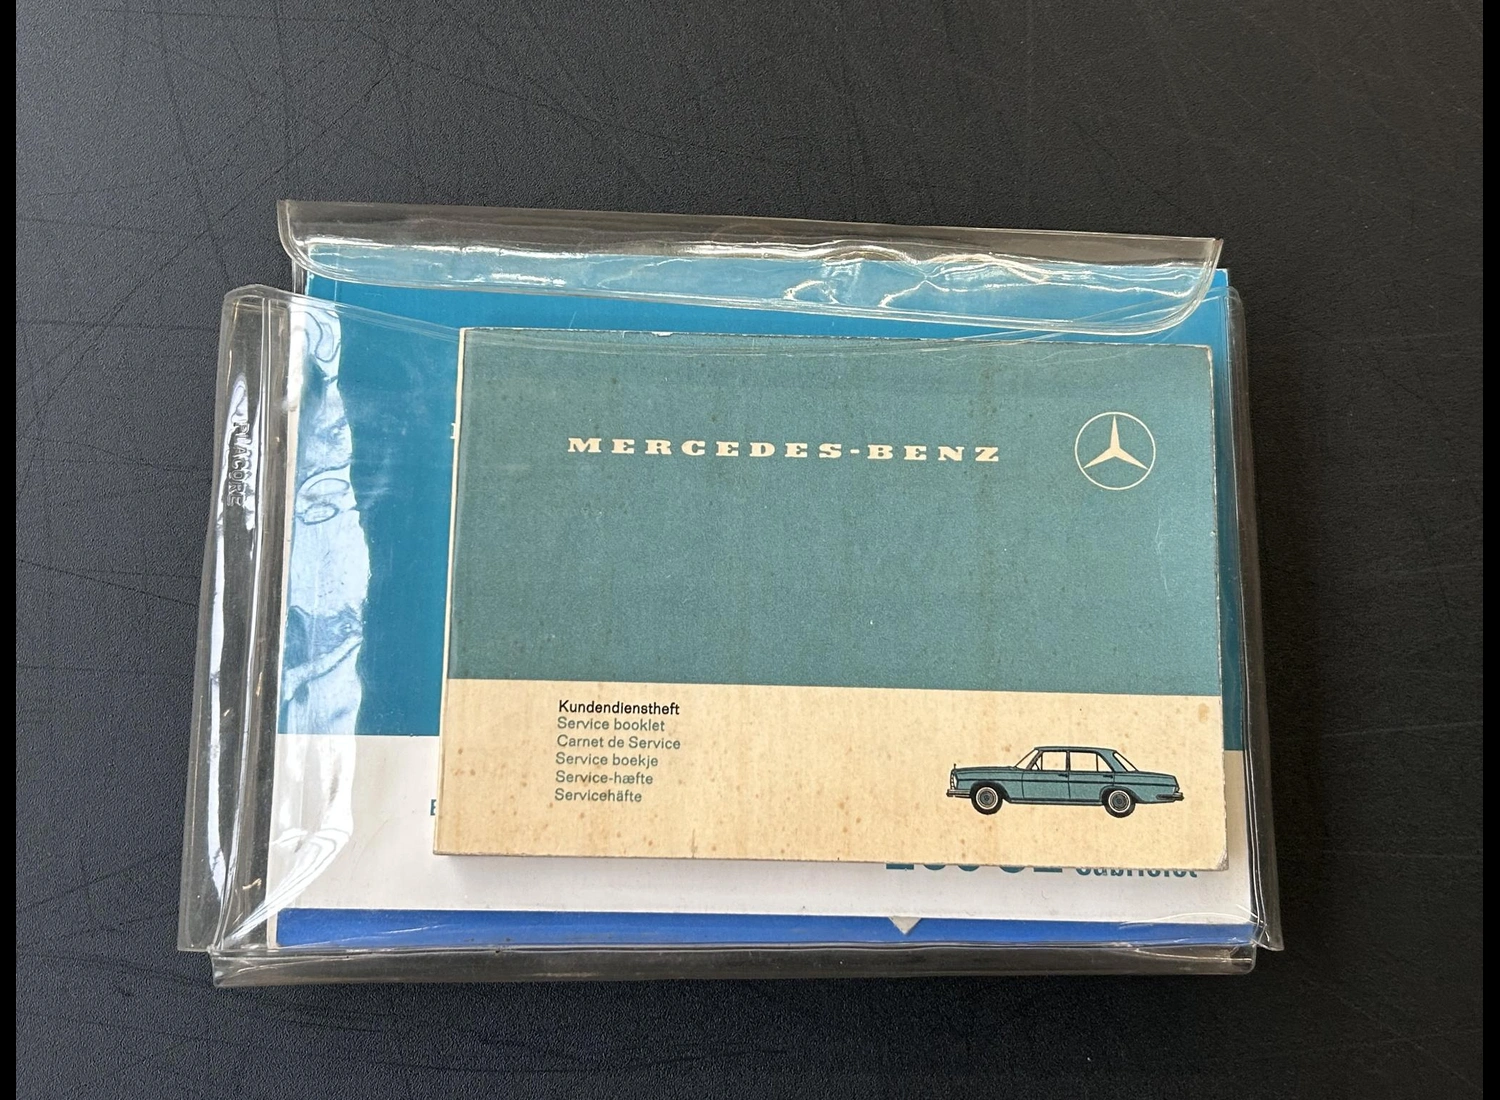 MERCEDES-BENZ
Kundendienstheft
Service booklet
Carnet de Service
Service boekje
Service-hæfte
Servicehäfte